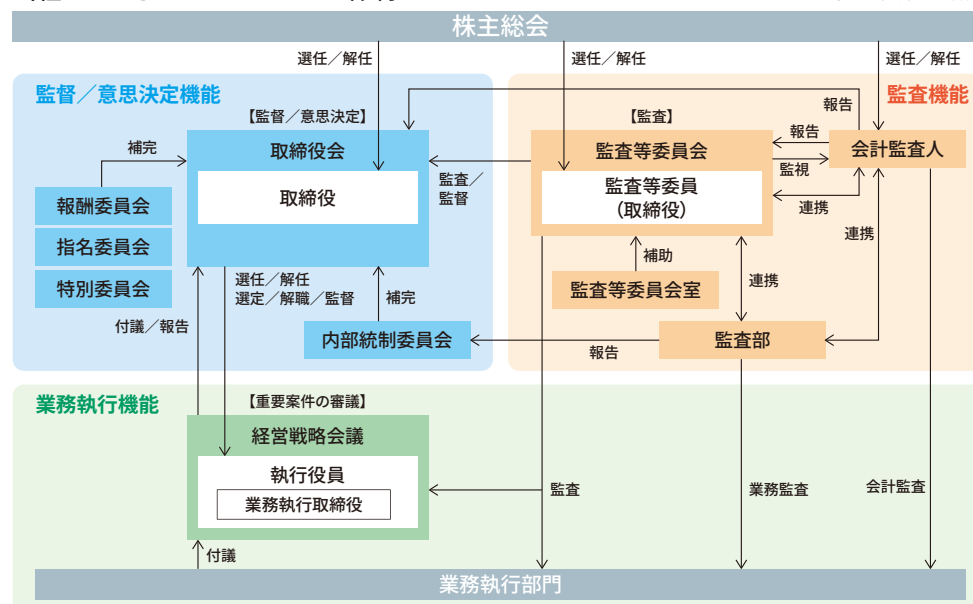 株主総会
選任／解任
選任／解任
選任／解任
監督／意思決定機能
監査機能
【監督／意思決定】
取締役会
取締役
補完
報酬委員会
指名委員会
特別委員会
監査／
監督
【監査】
監査等委員会
監査等委員
（取締役）
報告
報告
監視
連携
会計監査人
連携
補助
監査等委員会室
連携
選任／解任
選定／解職／監督
補完
付議／報告
内部統制委員会
報告
監査部
業務執行機能
【重要案件の審議】
経営戦略会議
執行役員
業務執行取締役
監査
業務監査
会計監査
付議
業務執行部門